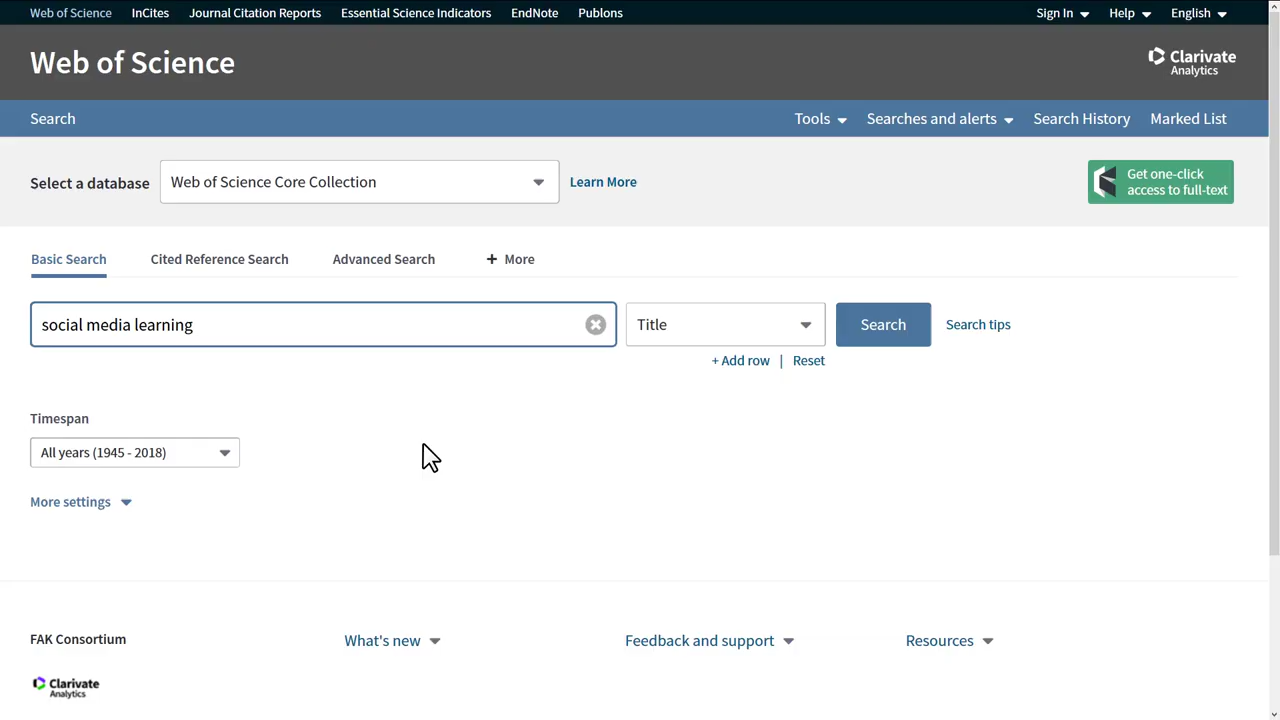 Web of Science InCites Journal Citation Reports Essential Science Indicators EndNote Publons Sign In Help English
Web of Science
Clarivate
Analytics
Search Tools Searches and alerts Search History Marked List
Select a database Web of Science Core Collection Learn More
Get one-click
access to full-text
Basic Search Cited Reference Search Advanced Search + More
social media learning Title Search Search tips
+ Add row | Reset
Timespan
All years (1945 - 2018)
More settings
FAK Consortium What's new Feedback and support Resources
Clarivate
Analytics